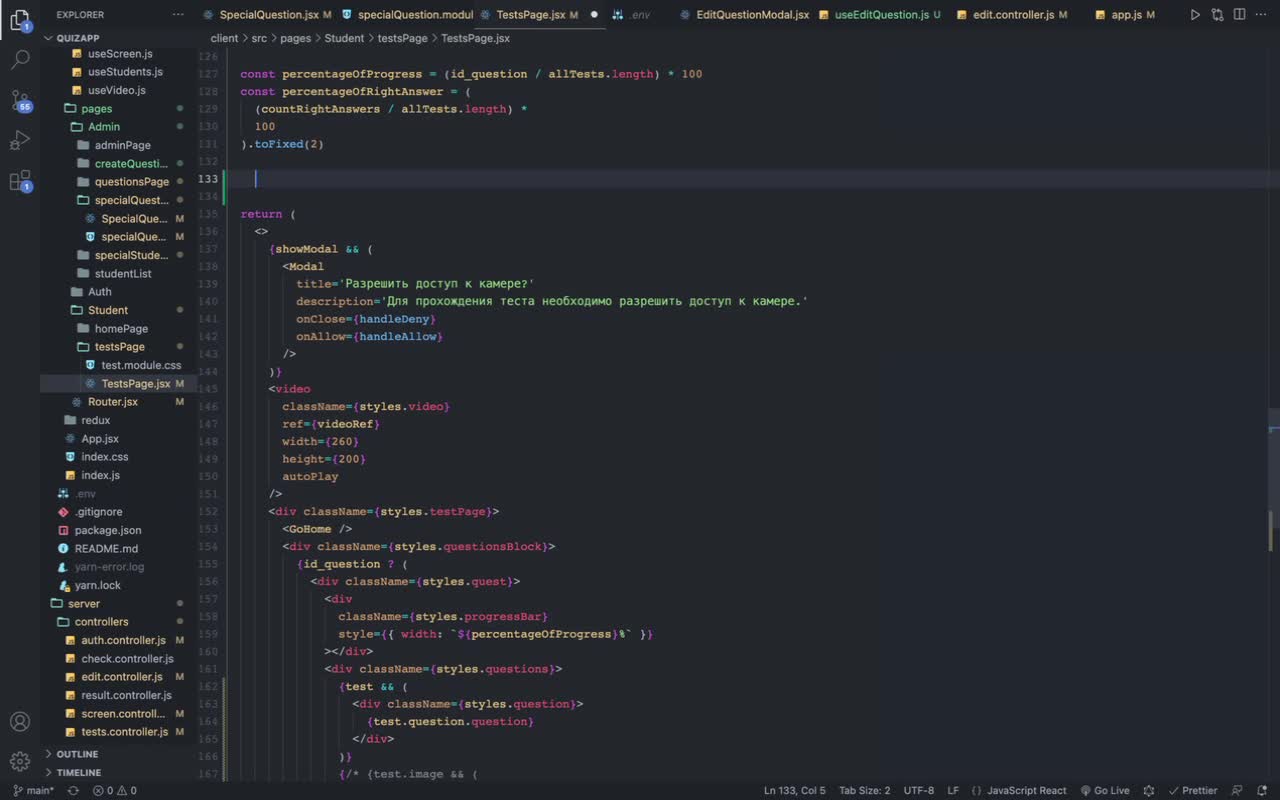 EXPLORER
SpecialQuestion.jsx M
specialQuestion.modul
TestsPage.jsx M
.env
EditQuestionModal.jsx
useEditQuestion.js U
edit.controller.js M
app.js M
1
QUIZAPP
client > src > pages > Student > testsPage > TestsPage.jsx
useScreen.js
useStudents.js
useVideo.js
pages
Admin
adminPage
createQuesti...
questionsPage
specialQuest...
SpecialQue... M
specialQue... M
specialStude...
studentList
Auth
Student
homePage
testsPage
test.module.css
TestsPage.jsx M
Router.jsx M
redux
App.jsx
index.css
index.js
.env
.gitignore
package.json
README.md
yarn-error.log
yarn.lock
server
controllers
auth.controller.js M
check.controller.js
edit.controller.js M
result.controller.js
screen.controll... M
tests.controller.js M
OUTLINE
TIMELINE
55
1
126
127 const percentageOfProgress = (id_question / allTests.length) * 100
128 const percentageOfRightAnswer = (
129 (countRightAnswers / allTests.length) *
130 100
131 ).toFixed(2)
132
133
134
135 return (
136 <>
137 {showModal && (
138 <Modal
139 title='Разрешить доступ к камере?'
140 description='Для прохождения теста необходимо разрешить доступ к камере.'
141 onClose={handleDeny}
142 onAllow={handleAllow}
143 />
144 )}
145 <video
146 className={styles.video}
147 ref={videoRef}
148 width={260}
149 height={200}
150 autoPlay
151 />
152 <div className={styles.testPage}>
153 <GoHome />
154 <div className={styles.questionsBlock}>
155 {id_question ? (
156 <div className={styles.quest}>
157 <div
158 className={styles.progressBar}
159 style={{ width: `${percentageOfProgress}%` }}
160 ></div>
161 <div className={styles.questions}>
162 {test && (
163 <div className={styles.question}>
164 {test.question.question}
165 </div>
166 )}
167 {/* {test.image && (
main*
0 0
Ln 133, Col 5
Tab Size: 2
UTF-8
LF
{} JavaScript React
Go Live
Prettier